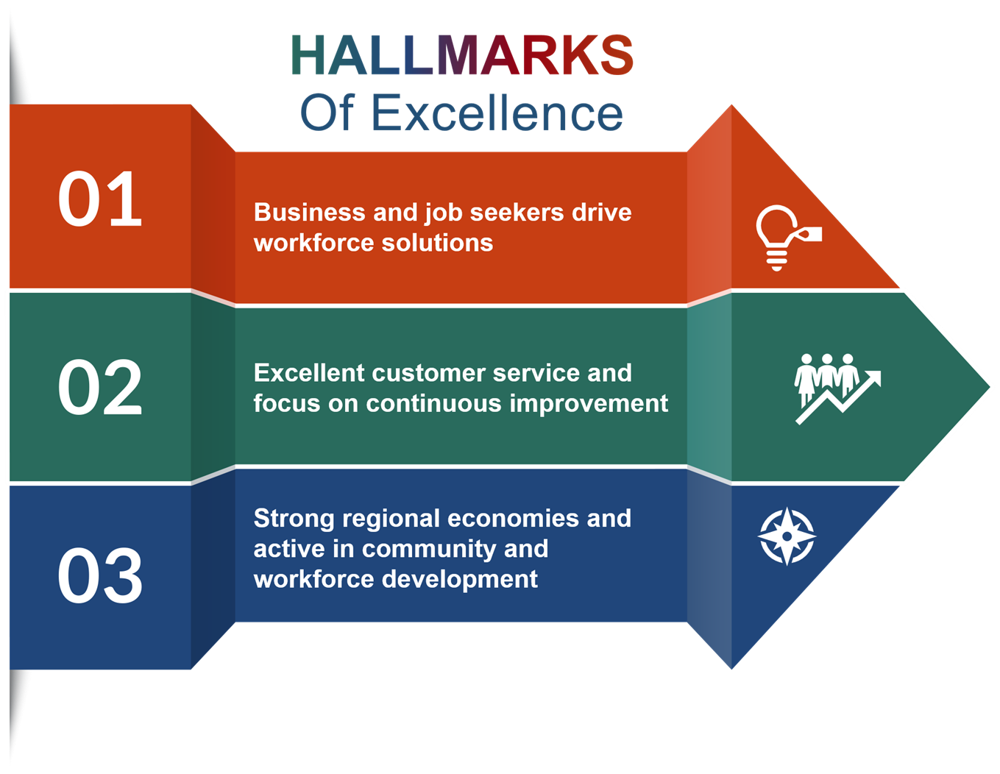 HALLMARKS
Of Excellence
01
Business and job seekers drive
workforce solutions
02
Excellent customer service and
focus on continuous improvement
03
Strong regional economies and
active in community and
workforce development